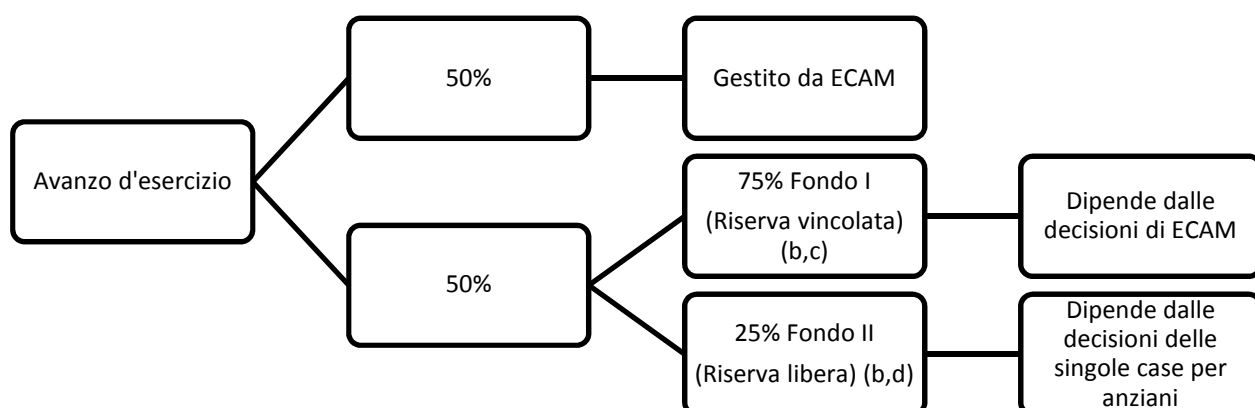 50%
Gestito da ECAM
Avanzo d'esercizio
75% Fondo I
(Riserva vincolata)
(b,c)
Dipende dalle
decisioni di ECAM
50%
25% Fondo II
(Riserva libera) (b,d)
Dipende dalle
decisioni delle
singole case per
anziani